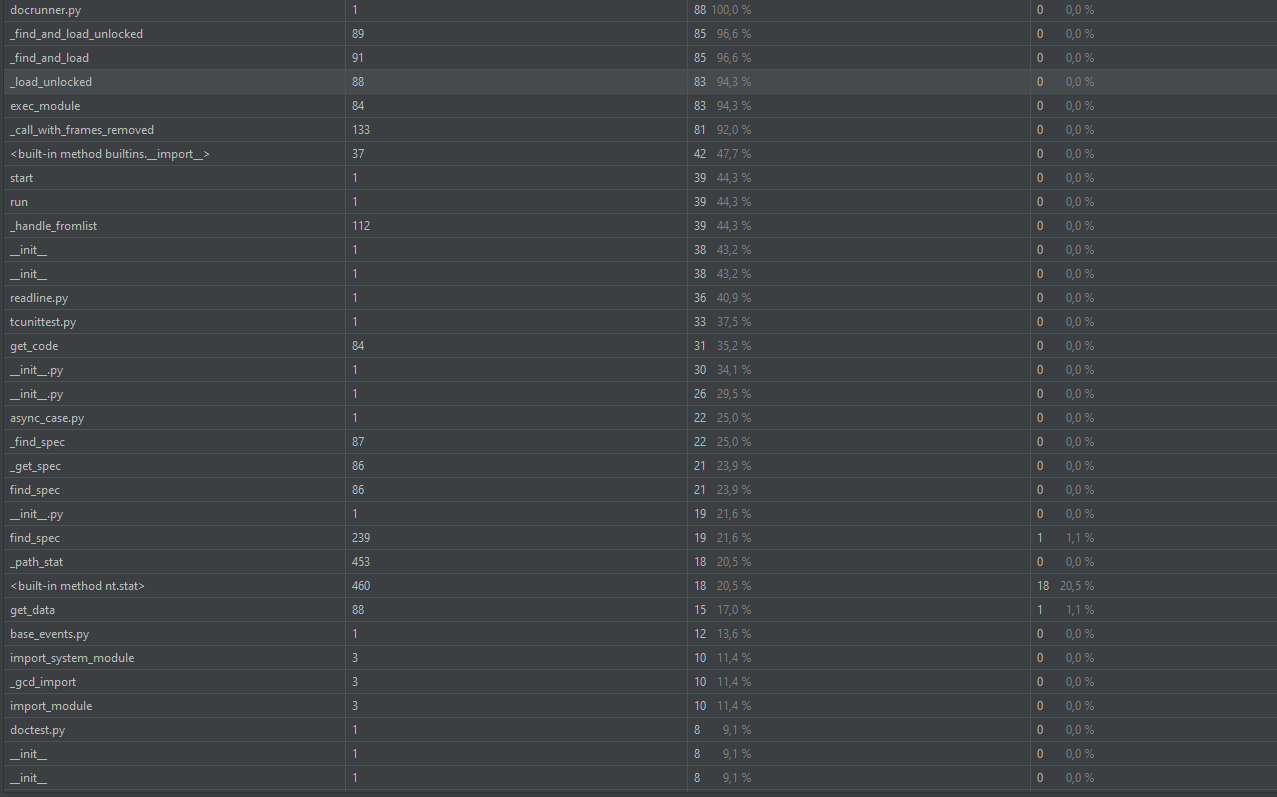 docrunner.py 1 88 100,0 % 0 0,0 %
_find_and_load_unlocked 89 85 96,6 % 0 0,0 %
_find_and_load 91 85 96,6 % 0 0,0 %
_load_unlocked 88 83 94,3 % 0 0,0 %
exec_module 84 83 94,3 % 0 0,0 %
_call_with_frames_removed 133 81 92,0 % 0 0,0 %
<built-in method builtins.__import__> 37 42 47,7 % 0 0,0 %
start 1 39 44,3 % 0 0,0 %
run 1 39 44,3 % 0 0,0 %
_handle_fromlist 112 39 44,3 % 0 0,0 %
__init__ 1 38 43,2 % 0 0,0 %
__init__ 1 38 43,2 % 0 0,0 %
readline.py 1 36 40,9 % 0 0,0 %
tcunittest.py 1 33 37,5 % 0 0,0 %
get_code 84 31 35,2 % 0 0,0 %
__init__.py 1 30 34,1 % 0 0,0 %
__init__.py 1 26 29,5 % 0 0,0 %
async_case.py 1 22 25,0 % 0 0,0 %
_find_spec 87 22 25,0 % 0 0,0 %
_get_spec 86 21 23,9 % 0 0,0 %
find_spec 86 21 23,9 % 0 0,0 %
__init__.py 1 19 21,6 % 0 0,0 %
find_spec 239 19 21,6 % 1 1,1 %
_path_stat 453 18 20,5 % 0 0,0 %
<built-in method nt.stat> 460 18 20,5 % 18 20,5 %
get_data 88 15 17,0 % 1 1,1 %
base_events.py 1 12 13,6 % 0 0,0 %
import_system_module 3 10 11,4 % 0 0,0 %
_gcd_import 3 10 11,4 % 0 0,0 %
import_module 3 10 11,4 % 0 0,0 %
doctest.py 1 8 9,1 % 0 0,0 %
__init__ 1 8 9,1 % 0 0,0 %
__init__ 1 8 9,1 % 0 0,0 %